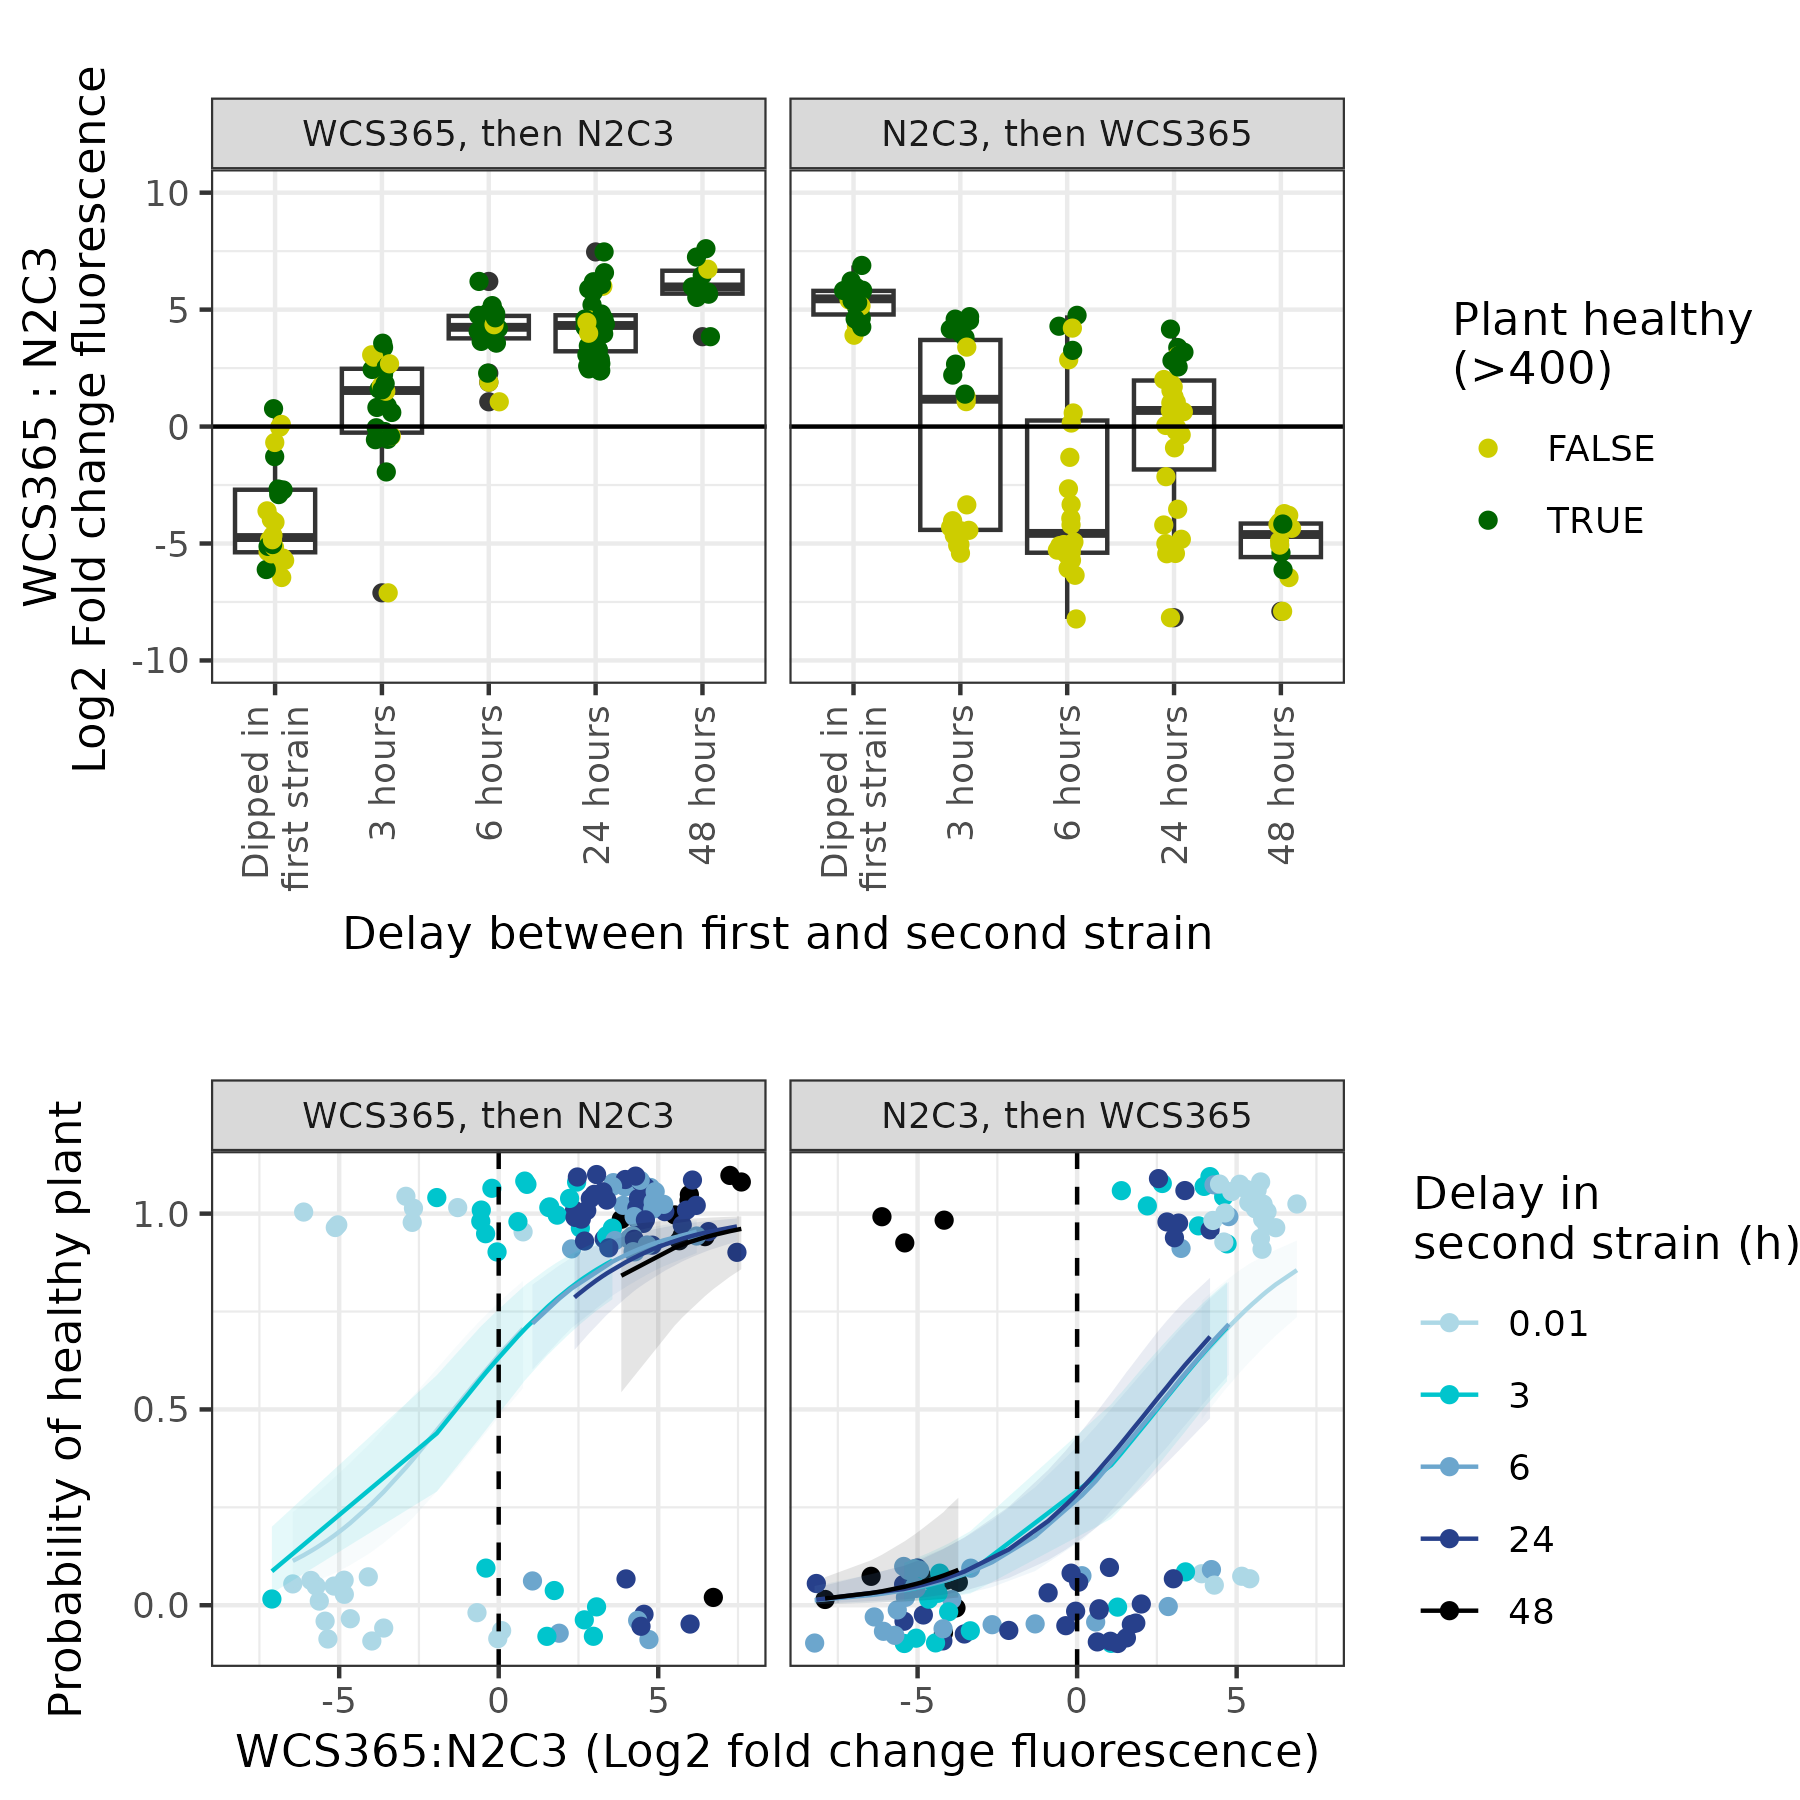 WCS365 : N2C3
Log2 Fold change fluorescence
WCS365, then N2C3
N2C3, then WCS365
10
5
0
-5
-10
Dipped in
first strain
3 hours
6 hours
24 hours
48 hours
Dipped in
first strain
3 hours
6 hours
24 hours
48 hours
Delay between first and second strain
Plant healthy
(>400)
FALSE
TRUE
Probability of healthy plant
WCS365, then N2C3
N2C3, then WCS365
1.0
0.5
0.0
-5
0
5
-5
0
5
WCS365:N2C3 (Log2 fold change fluorescence)
Delay in
second strain (h)
0.01
3
6
24
48